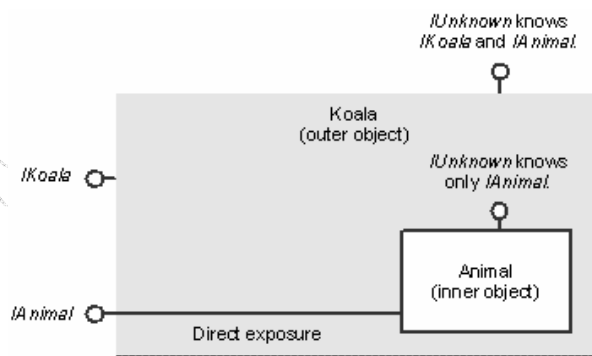 IUnknown knows
IKoala and IAnimal.
Koala
(outer object)
IUnknown knows
only IAnimal.
IKoala
Animal
(inner object)
IAnimal
Direct exposure